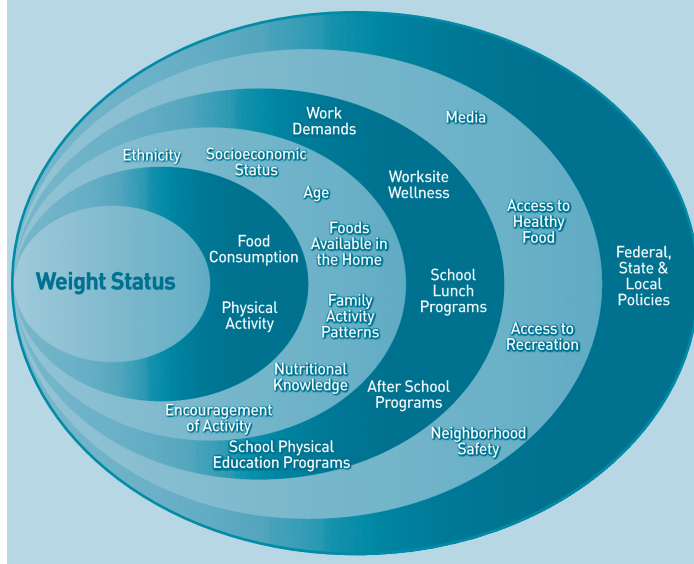 Work
Demands
Media
Ethnicity
Socioeconomic
Status
Age
Worksite
Wellness
Access to
Healthy
Food
Foods
Available in
the Home
Food
Consumption
Weight Status
Federal,
State &
Local
Policies
School
Lunch
Programs
Physical
Activity
Family
Activity
Patterns
Access to
Recreation
Nutritional
Knowledge
After School
Programs
Encouragement
of Activity
School Physical
Education Programs
Neighborhood
Safety